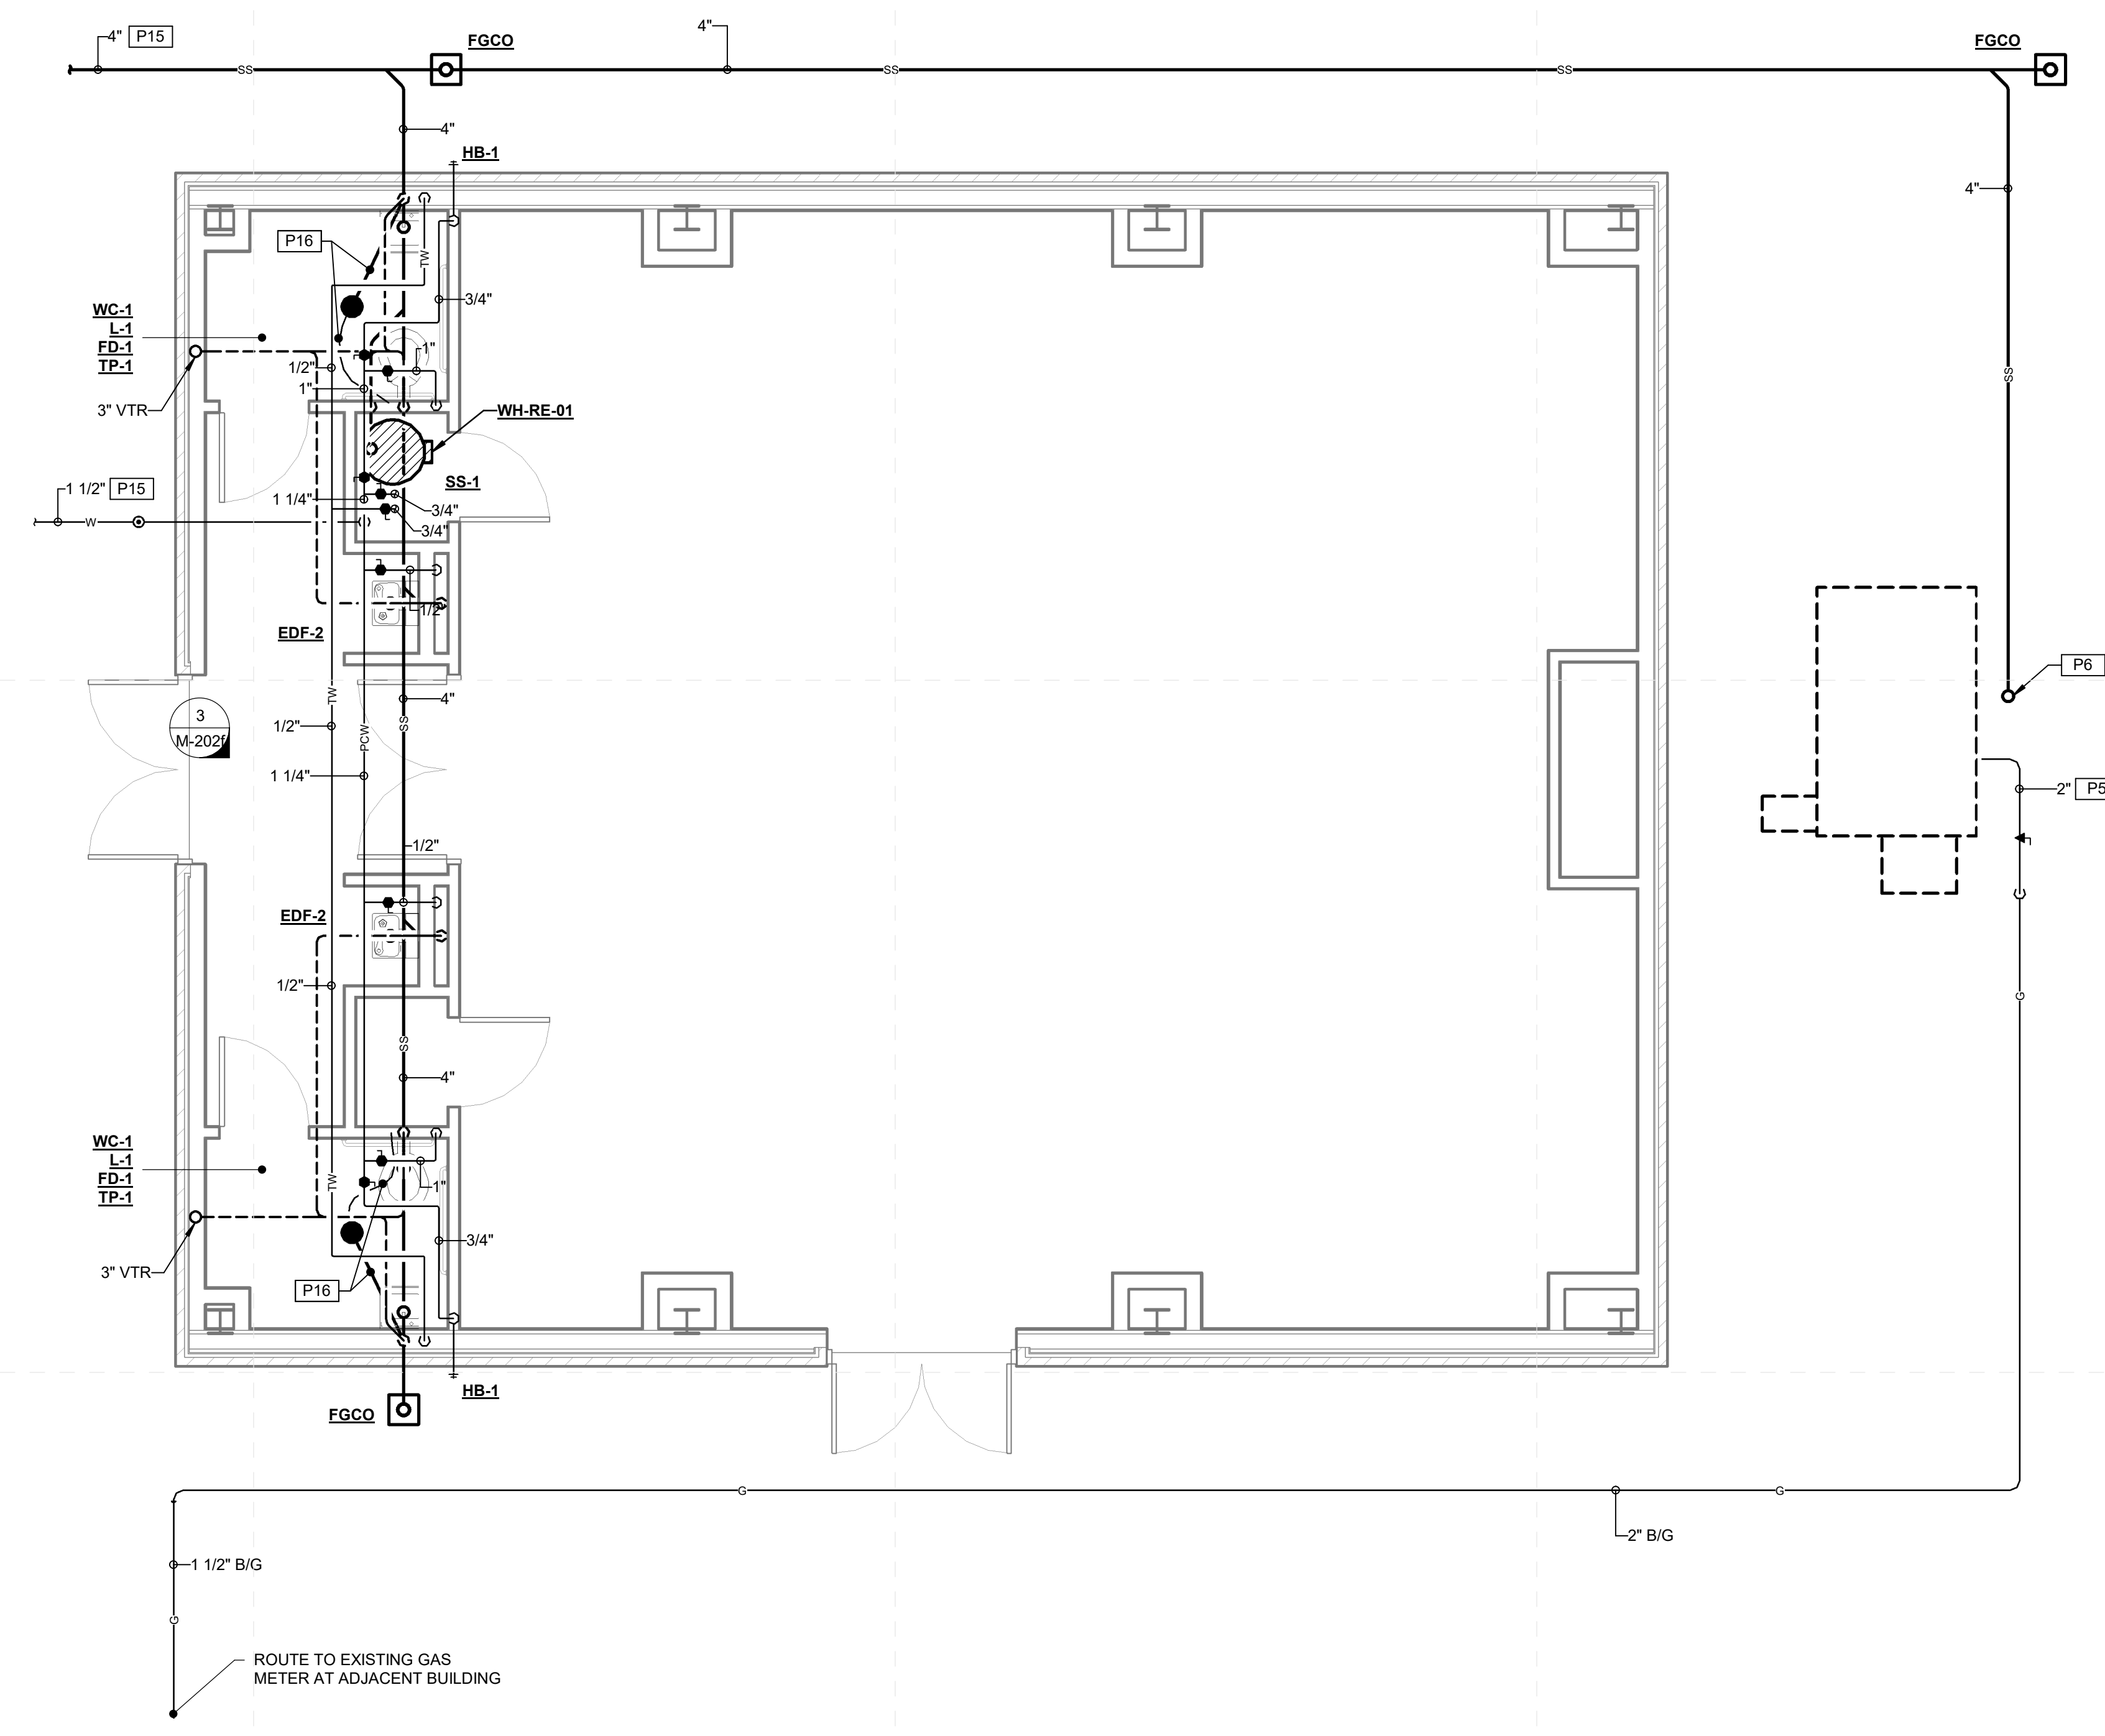 4" P15
FGCO
4"
FGCO
SS
SS
SS
4"
HB-1
4"
P16
TW
3/4"
WC-1
L-1
FD-1
TP-1
1"
1/2"
1"
SS
3" VTR
WH-RE-01
SS-1
1 1/2" P15
1 1/4"
3/4"
W
3/4"
1/2"
EDF-2
P6
TW
4"
3
M-202f
1/2"
SS
PCW
1 1/4"
2" P5
1/2"
EDF-2
1/2"
G
SS
4"
WC-1
L-1
FD-1
TP-1
TW
1"
3/4"
3" VTR
P16
HB-1
FGCO
G
G
2" B/G
1 1/2" B/G
G
ROUTE TO EXISTING GAS
METER AT ADJACENT BUILDING